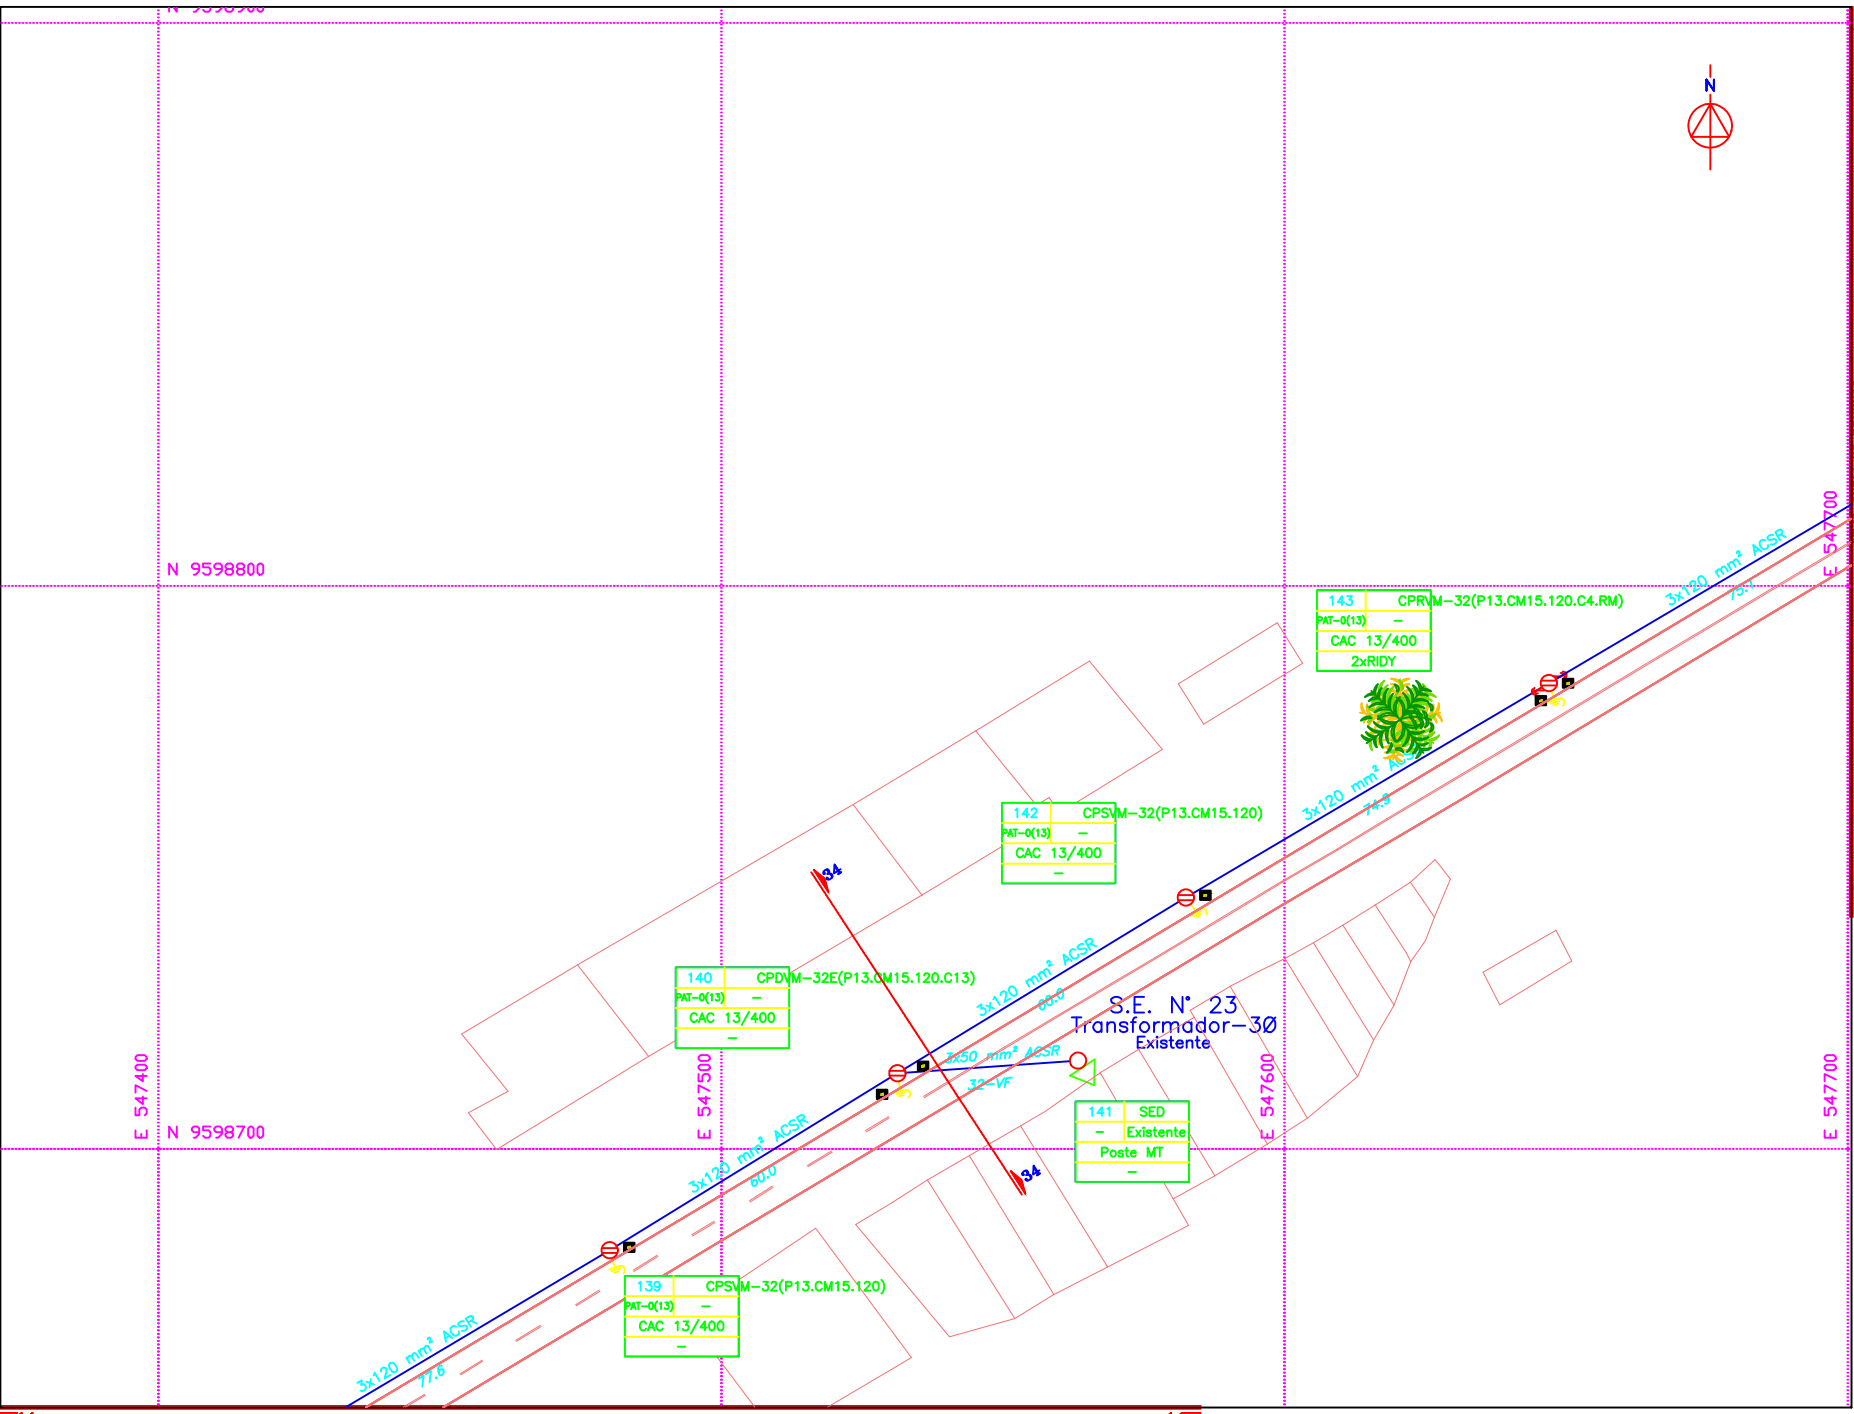 N 9598900
N
E 547700
3x120 mm² ACSR
75.1
N 9598800
143 CPRVM-32(P13.CM15.120.C4.RM)
PAT-0(13) -
CAC 13/400
2xRIDY
3x120 mm² ACSR
74.9
142 CPSVM-32(P13.CM15.120)
PAT-0(13) -
CAC 13/400
-
34
140 CPDVM-32E(P13.CM15.120.C13)
PAT-0(13) -
CAC 13/400
-
3x120 mm² ACSR
60.0
S.E. N° 23
Transformador-3Ø
Existente
3x50 mm² ACSR
32-VF
E 547400
E 547500
E 547600
E 547700
N 9598700
141 SED
- Existente
Poste MT
-
3x120 mm² ACSR
60.0
34
139 CPSVM-32(P13.CM15.120)
PAT-0(13) -
CAC 13/400
-
3x120 mm² ACSR
77.6